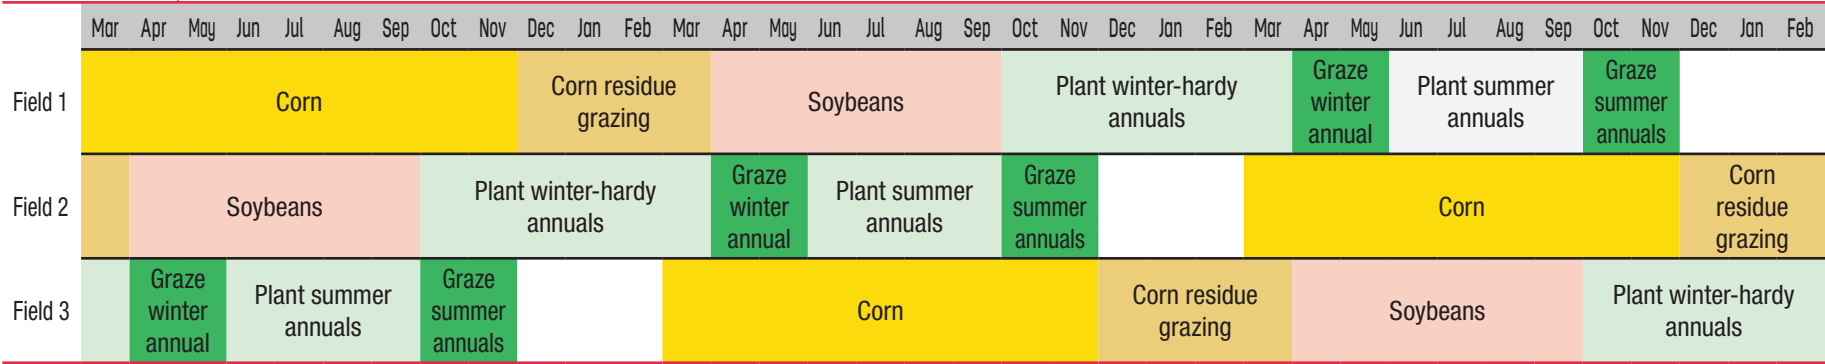 Mar Apr May Jun Jul Aug Sep Oct Nov Dec Jan Feb Mar Apr May Jun Jul Aug Sep Oct Nov Dec Jan Feb Mar Apr May Jun Jul Aug Sep Oct Nov Dec Jan Feb
Field 1
Corn
Corn residue
grazing
Soybeans
Plant winter-hardy
annuals
Graze
winter
annual
Plant summer
annuals
Graze
summer
annuals
Field 2
Soybeans
Plant winter-hardy
annuals
Graze
winter
annual
Plant summer
annuals
Graze
summer
annuals
Corn
Corn
residue
grazing
Field 3
Graze
winter
annual
Plant summer
annuals
Graze
summer
annuals
Corn
Corn residue
grazing
Soybeans
Plant winter-hardy
annuals